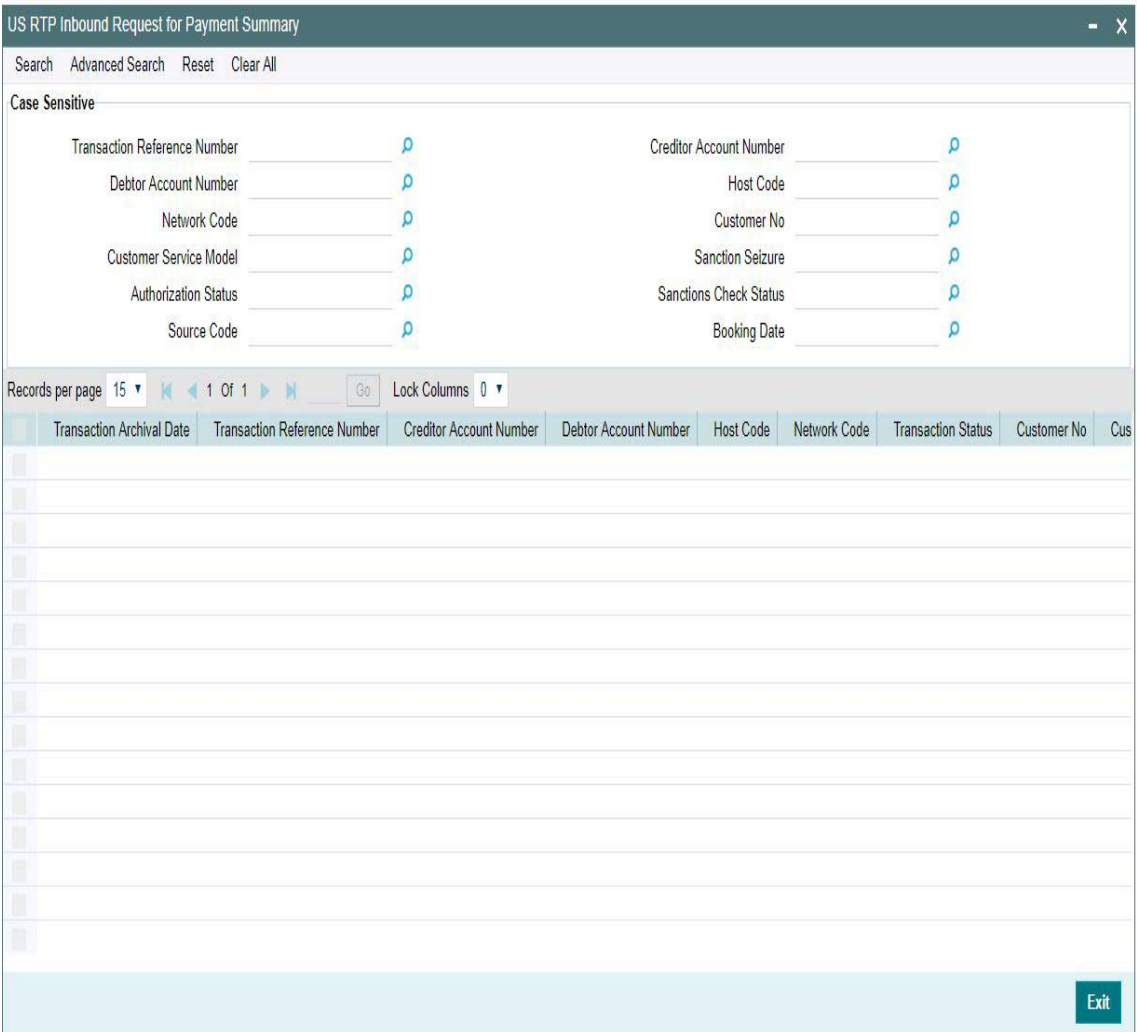 US RTP Inbound Request for Payment Summary - X
Search Advanced Search Reset Clear All
Case Sensitive
Transaction Reference Number Creditor Account Number
Debtor Account Number Host Code
Network Code Customer No
Customer Service Model Sanction Seizure
Authorization Status Sanctions Check Status
Source Code Booking Date
Records per page 15 1 Of 1 Go Lock Columns 0
Transaction Archival Date Transaction Reference Number Creditor Account Number Debtor Account Number Host Code Network Code Transaction Status Customer No Cus
Exit